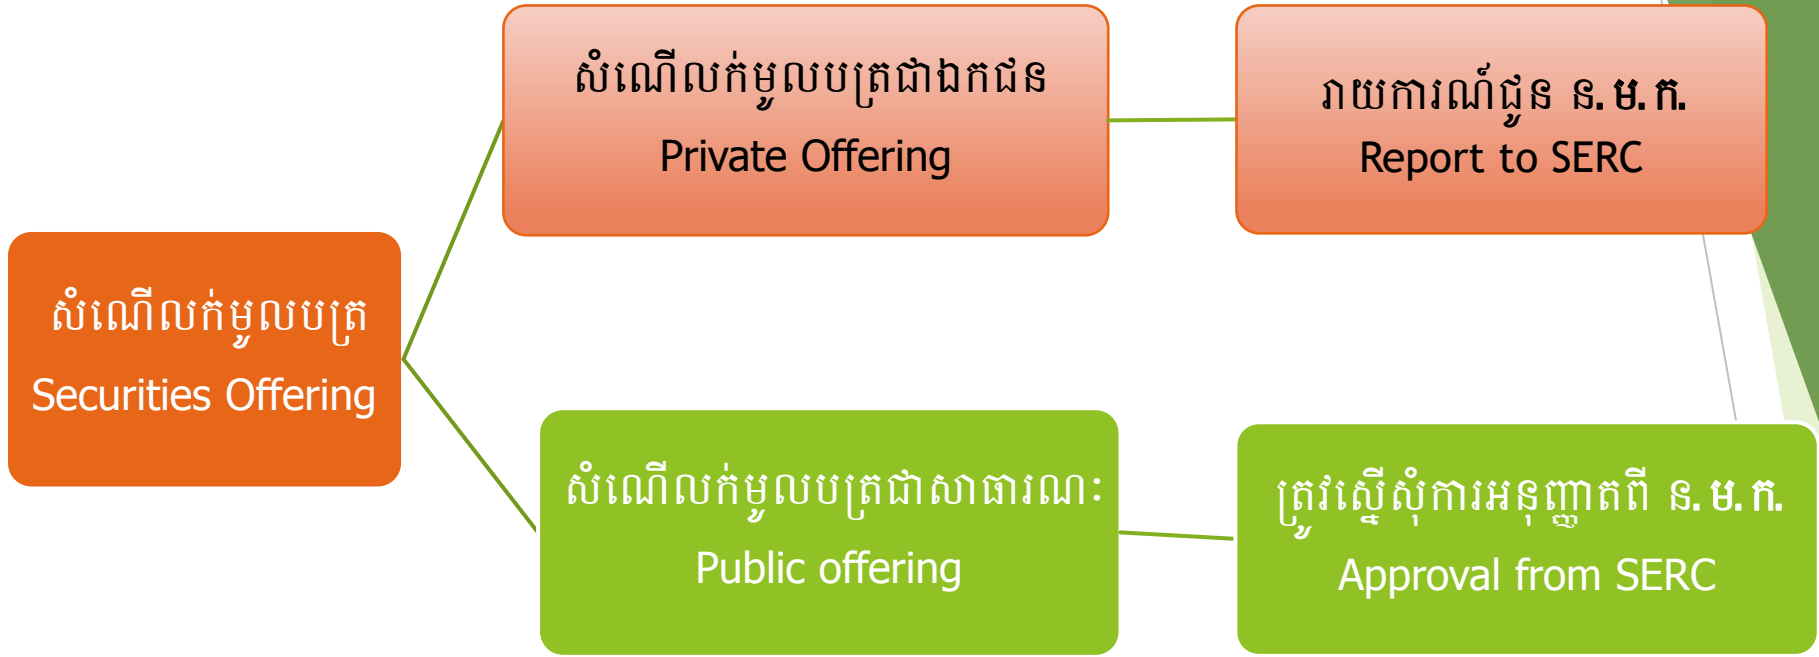 សំណើលក់មូលបត្រ
Securities Offering
សំណើលក់មូលបត្រជាឯកជន
Private Offering
រាយការណ៍ជូន ន.ម.ក.
Report to SERC
សំណើលក់មូលបត្រជាសាធារណៈ
Public offering
ត្រូវស្នើសុំការអនុញ្ញាតពី ន.ម.ក.
Approval from SERC